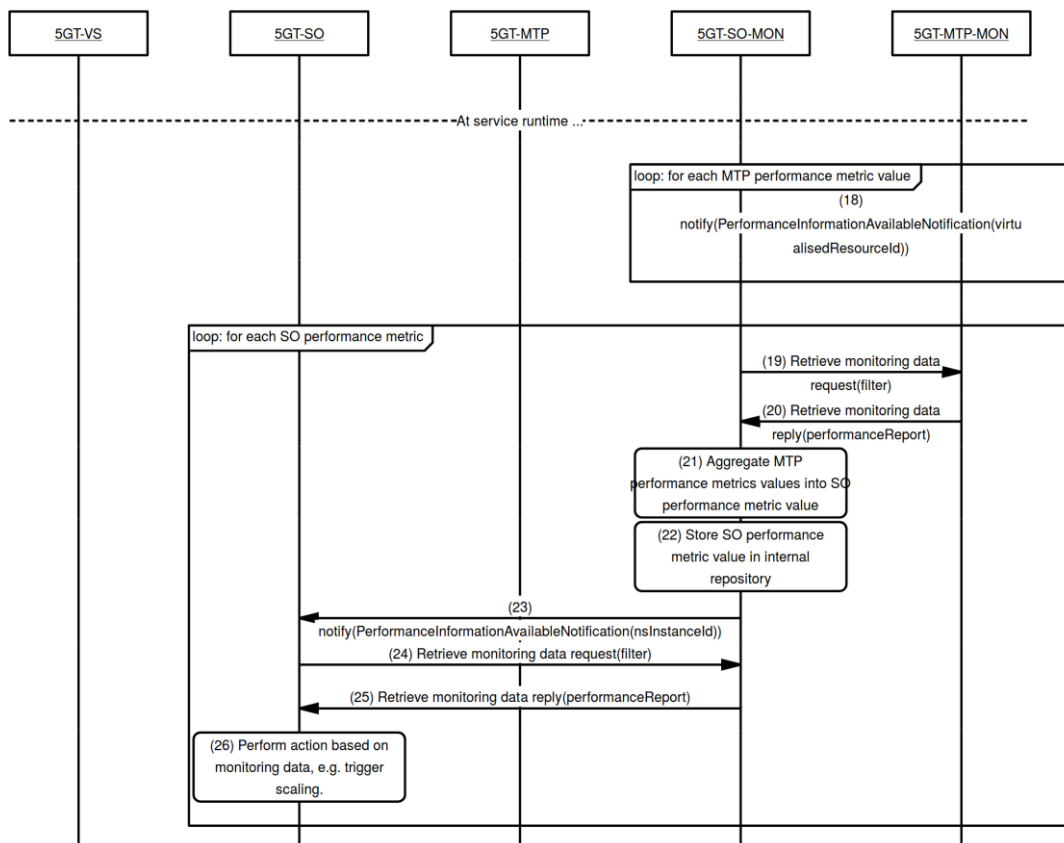 5GT-VS
5GT-SO
5GT-MTP
5GT-SO-MON
5GT-MTP-MON
At service runtime ...
loop: for each MTP performance metric value
(18)
notify(PerformanceInformationAvailableNotification(virtu
alisedResourceId))
loop: for each SO performance metric
(19) Retrieve monitoring data
request(filter)
(20) Retrieve monitoring data
reply(performanceReport)
(21) Aggregate MTP
performance metrics values into SO
performance metric value
(22) Store SO performance
metric value in internal
repository
(23)
notify(PerformanceInformationAvailableNotification(nsInstanceId))
(24) Retrieve monitoring data request(filter)
(25) Retrieve monitoring data reply(performanceReport)
(26) Perform action based on
monitoring data, e.g. trigger
scaling.